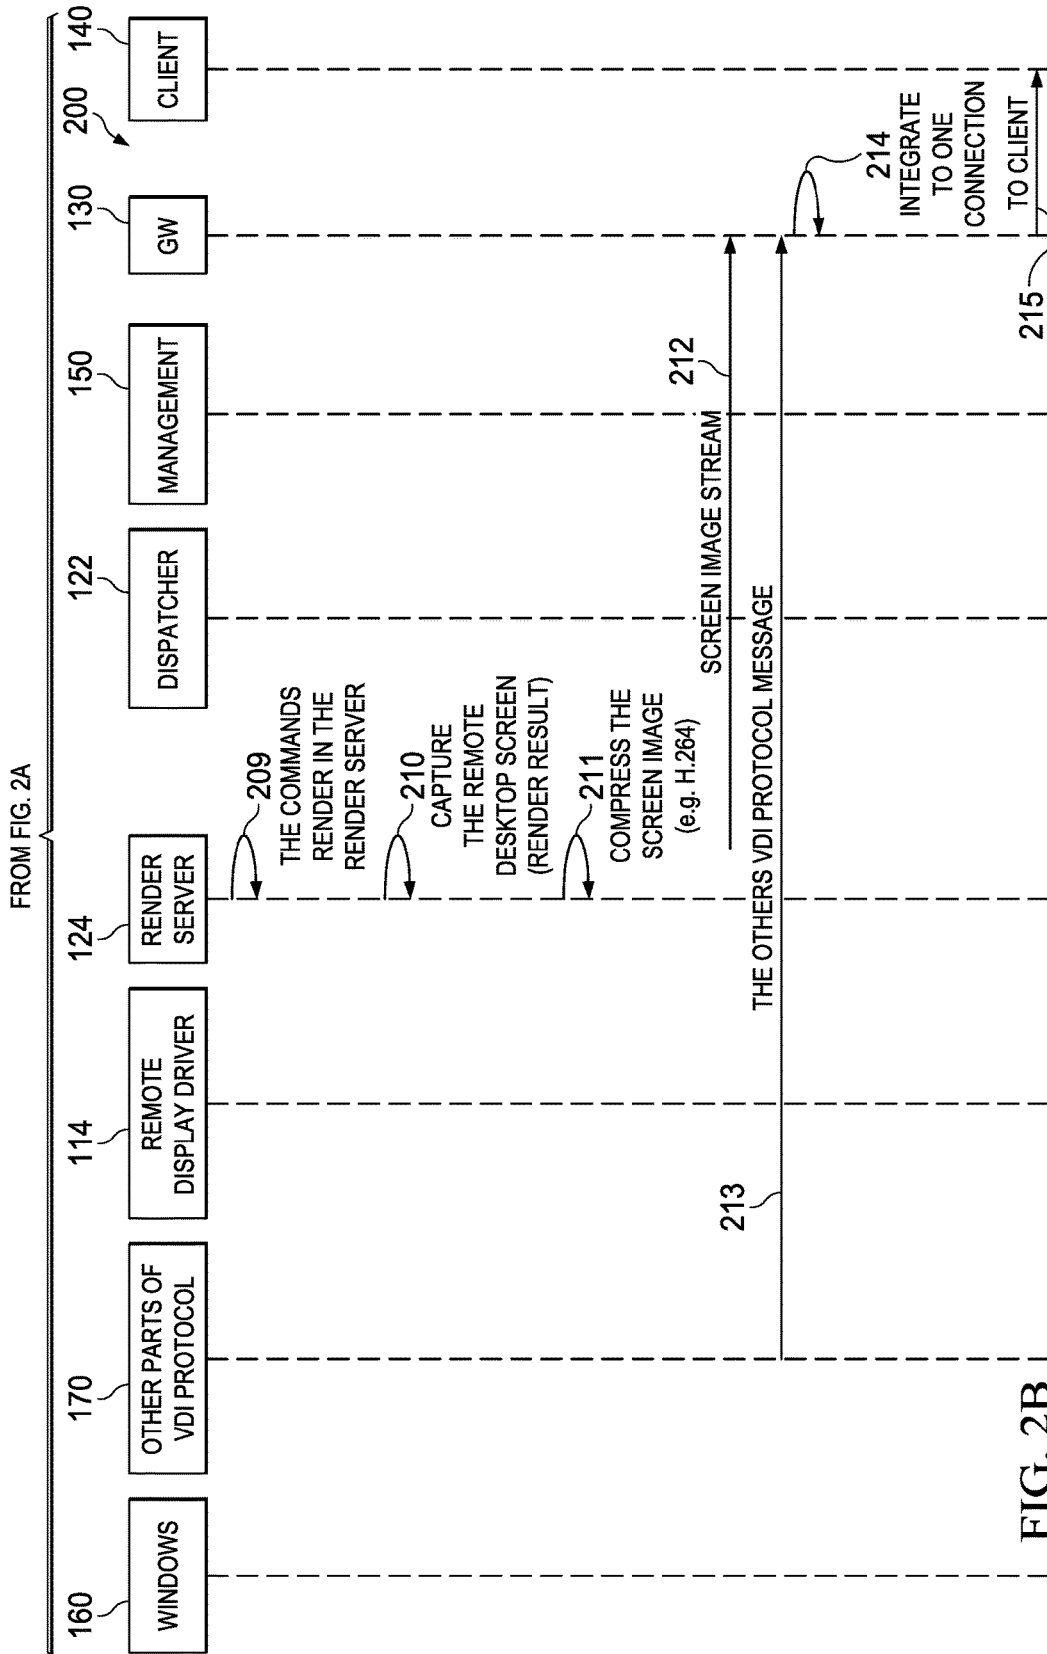 FROM FIG. 2A
160
WINDOWS
170
OTHER PARTS OF
VDI PROTOCOL
114
REMOTE
DISPLAY DRIVER
124
RENDER
SERVER
122
DISPATCHER
150
MANAGEMENT
130
GW
200
140
CLIENT
209
THE COMMANDS
RENDER IN THE
RENDER SERVER
210
CAPTURE
THE REMOTE
DESKTOP SCREEN
(RENDER RESULT)
211
COMPRESS THE
SCREEN IMAGE
(e.g. H.264)
SCREEN IMAGE STREAM
212
THE OTHERS VDI PROTOCOL MESSAGE
213
214
INTEGRATE
TO ONE
CONNECTION
TO CLIENT
215
FIG. 2B